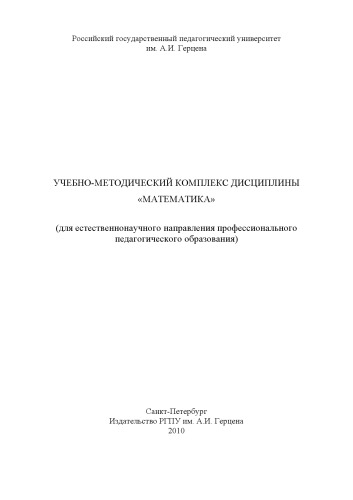 Российский государственный педагогический университет
им. А.И. Герцена
УЧЕБНО-МЕТОДИЧЕСКИЙ КОМПЛЕКС ДИСЦИПЛИНЫ
«МАТЕМАТИКА»
(для естественнонаучного направления профессионального
педагогического образования)
Санкт-Петербург
Издательство РГПУ им. А.И. Герцена
2010